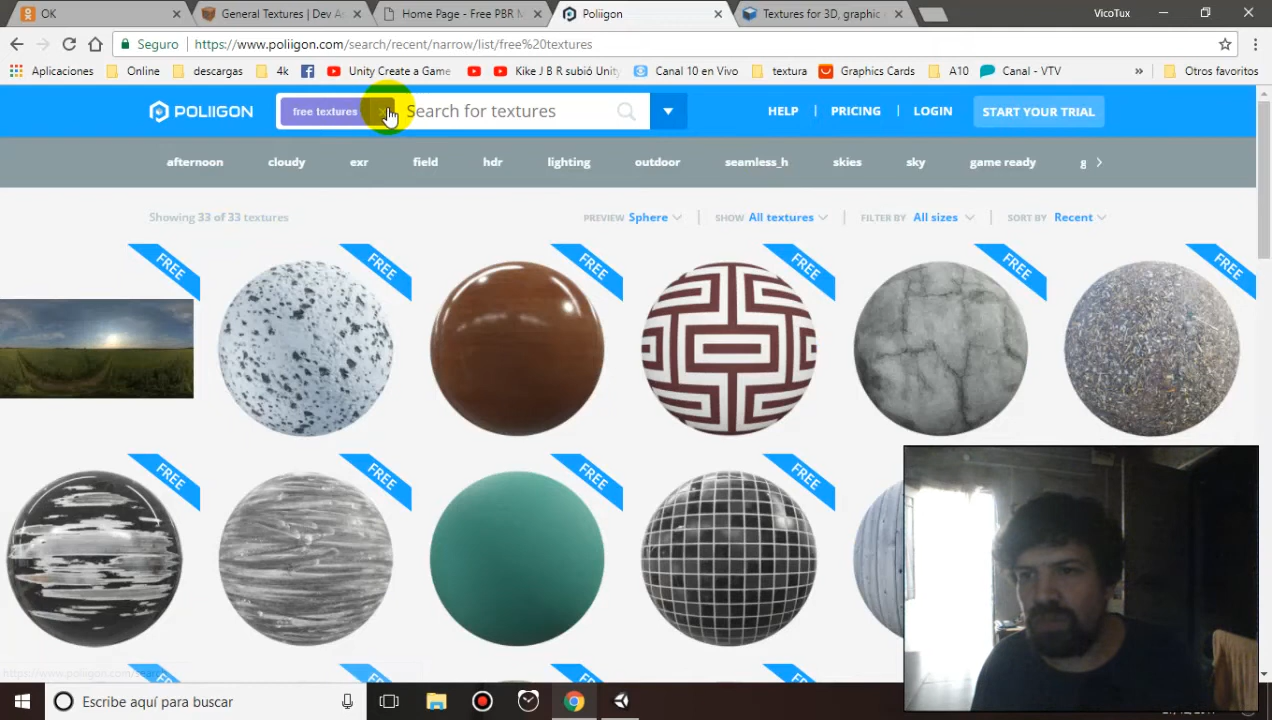 OK
General Textures | Dev A
Home Page - Free PBR M
Poliigon
Textures for 3D, graphic
VicoTux
Seguro
https://www.poliigon.com/search/recent/narrow/list/free%20textures
Aplicaciones
Online
descargas
4k
Unity Create a Game
Kike J B R subió Unity
Canal 10 en Vivo
textura
Graphics Cards
A10
Canal - VTV
»
Otros favoritos
POLIIGON
free textures
Search for textures
HELP
PRICING
LOGIN
START YOUR TRIAL
afternoon
cloudy
exr
field
hdr
lighting
outdoor
seamless_h
skies
sky
game ready
Showing 33 of 33 textures
PREVIEW Sphere
SHOW All textures
FILTER BY All sizes
SORT BY Recent
FREE
FREE
FREE
FREE
FREE
FREE
FREE
FREE
FREE
FREE
https://www.poliigon.com/search
Escribe aquí para buscar